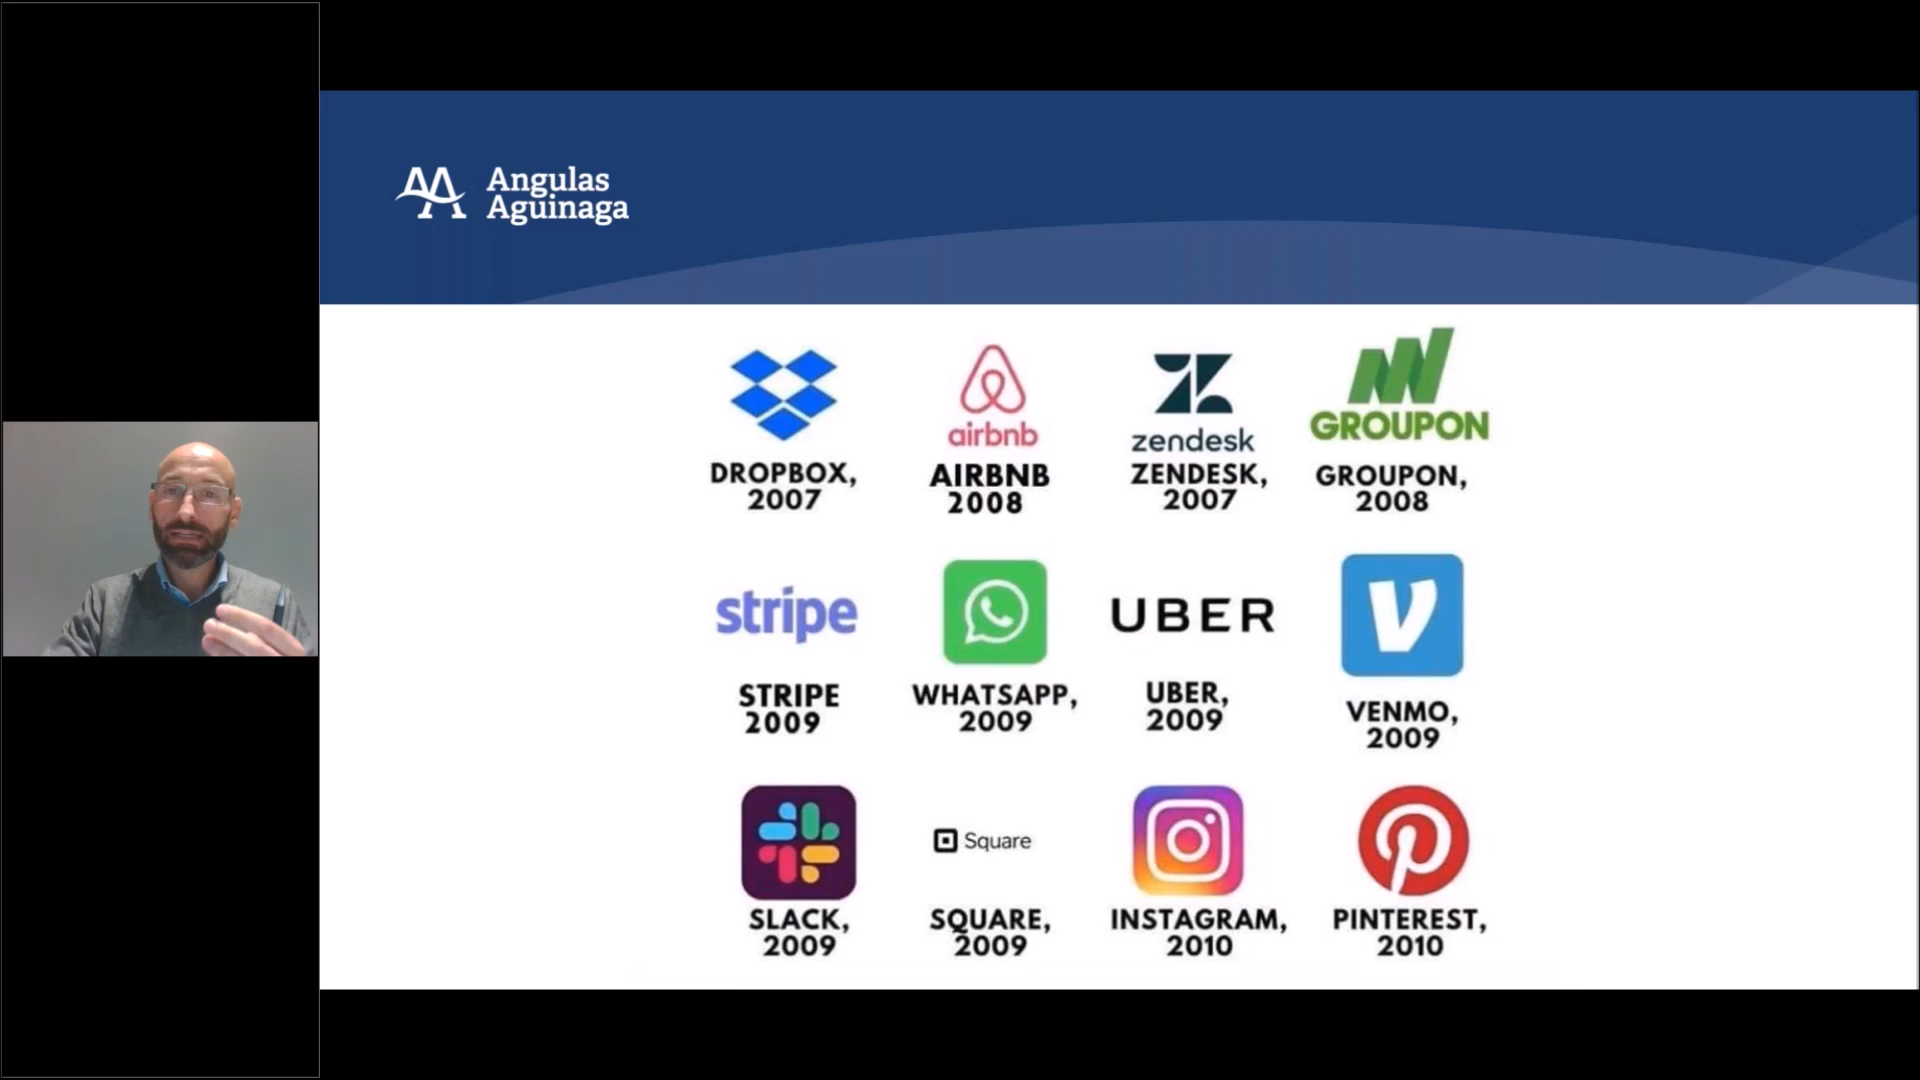 Angulas
Aguinaga
airbnb
zendesk
GROUPON
DROPBOX,
2007
AIRBNB
2008
ZENDESK,
2007
GROUPON,
2008
stripe
UBER
STRIPE
2009
WHATSAPP,
2009
UBER,
2009
VENMO,
2009
Square
SLACK,
2009
SQUARE,
2009
INSTAGRAM,
2010
PINTEREST,
2010